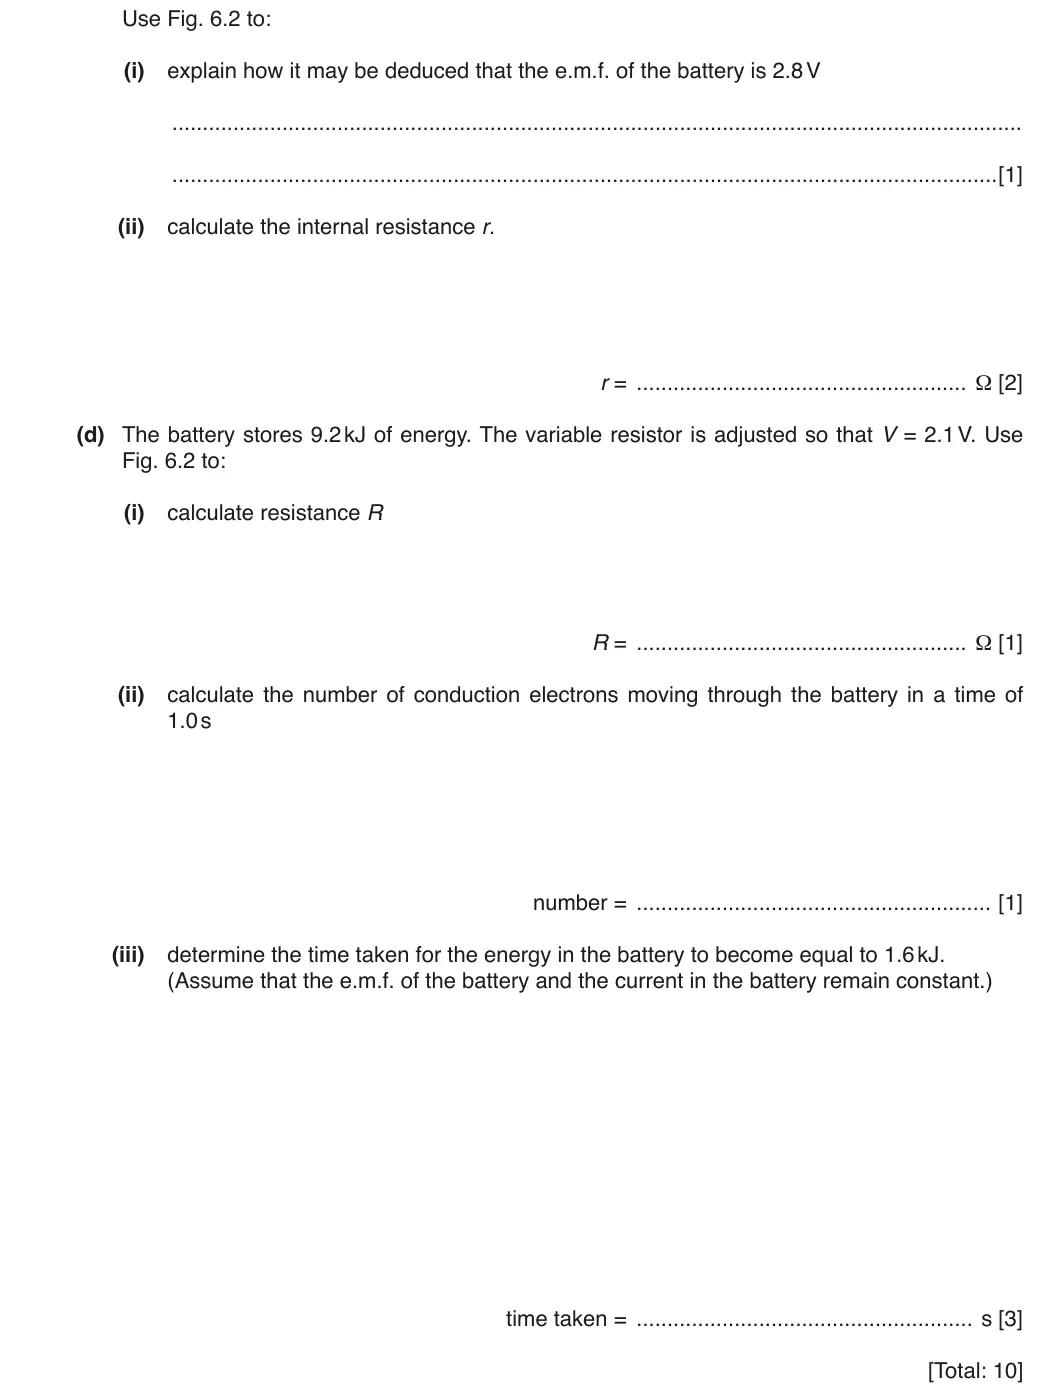 Use Fig. 6.2 to:
(i) explain how it may be deduced that the e.m.f. of the battery is 2.8 V
..........................................................................................................................................
......................................................................................................................................[1]
(ii) calculate the internal resistance r.
r = ...................................................... Ω [2]
(d) The battery stores 9.2 kJ of energy. The variable resistor is adjusted so that V = 2.1 V. Use
Fig. 6.2 to:
(i) calculate resistance R
R = ...................................................... Ω [1]
(ii) calculate the number of conduction electrons moving through the battery in a time of
1.0 s
number = .......................................................... [1]
(iii) determine the time taken for the energy in the battery to become equal to 1.6 kJ.
(Assume that the e.m.f. of the battery and the current in the battery remain constant.)
time taken = ....................................................... s [3]
[Total: 10]